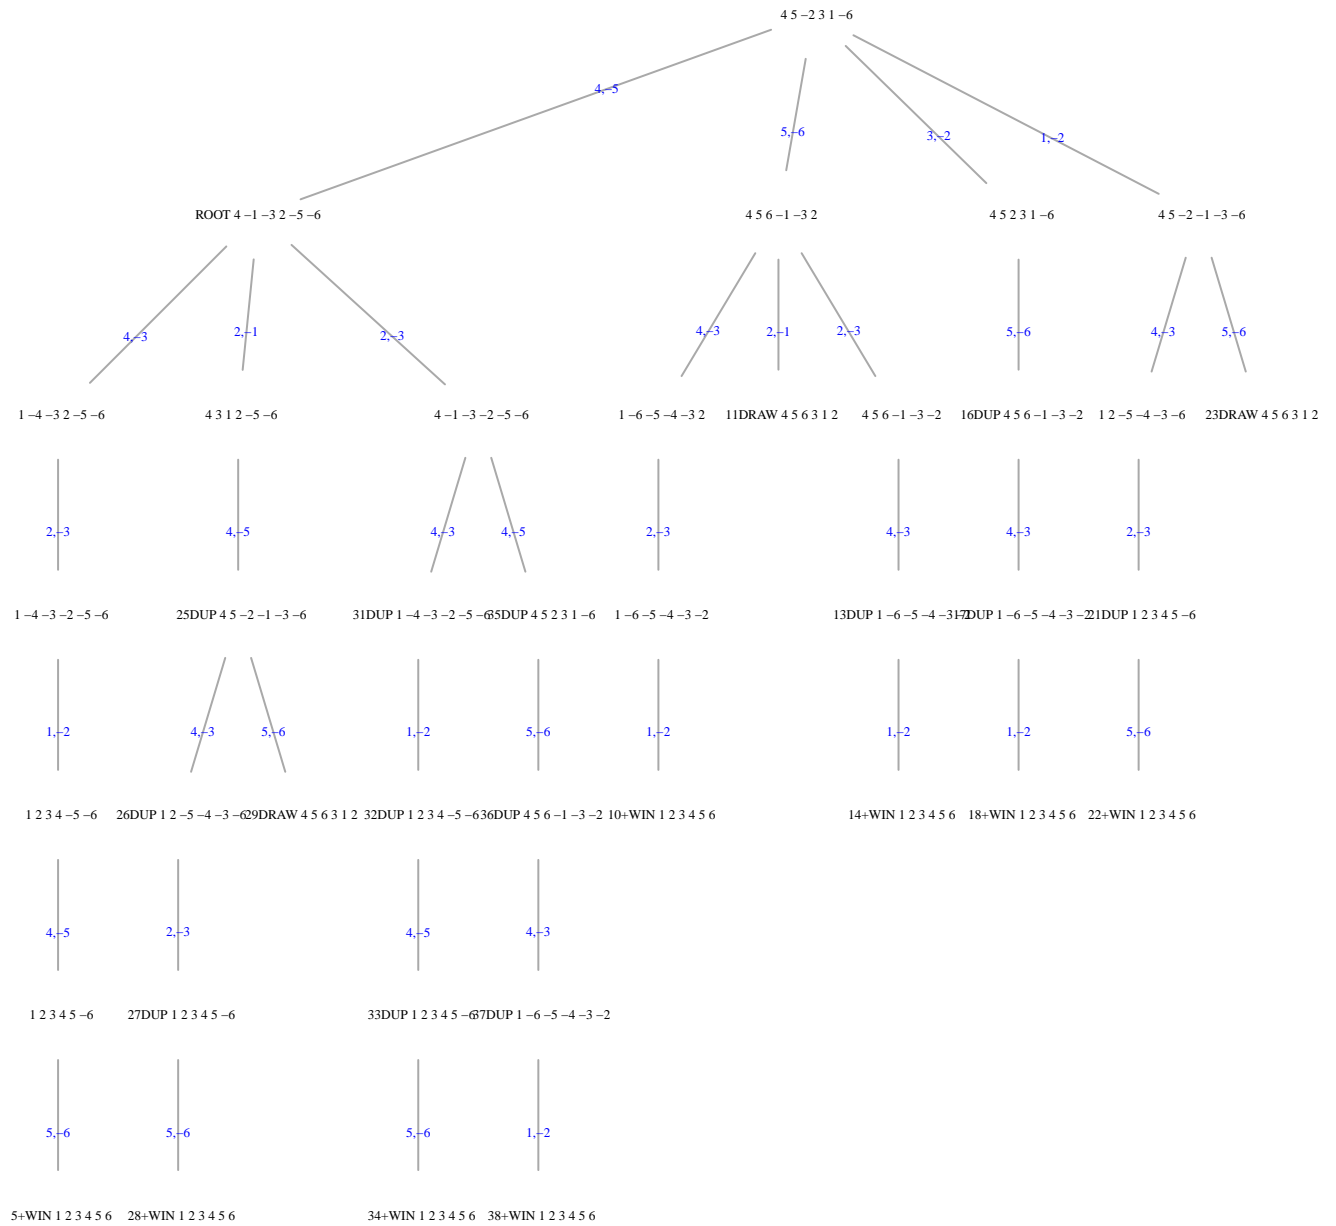 4 5 −2 3 1 −6
4,−5
5,−6
3,−2
1,−2
ROOT 4 −1 −3 2 −5 −6
4 5 6 −1 −3 2
4 5 2 3 1 −6
4 5 −2 −1 −3 −6
4,−3
2,−1
2,−3
4,−3
2,−1
2,−3
5,−6
4,−3
5,−6
1 −4 −3 2 −5 −6
4 3 1 2 −5 −6
4 −1 −3 −2 −5 −6
1 −6 −5 −4 −3 2
11DRAW 4 5 6 3 1 2
4 5 6 −1 −3 −2
16DUP 4 5 6 −1 −3 −2
1 2 −5 −4 −3 −6
23DRAW 4 5 6 3 1 2
2,−3
4,−5
4,−3
4,−5
2,−3
4,−3
4,−3
2,−3
1 −4 −3 −2 −5 −6
25DUP 4 5 −2 −1 −3 −6
31DUP 1 −4 −3 −2 −5 −6
35DUP 4 5 2 3 1 −6
1 −6 −5 −4 −3 −2
13DUP 1 −6 −5 −4 −3 −2
17DUP 1 −6 −5 −4 −3 −2
21DUP 1 2 3 4 5 −6
1,−2
4,−3
5,−6
1,−2
5,−6
1,−2
1,−2
1,−2
5,−6
1 2 3 4 −5 −6
26DUP 1 2 −5 −4 −3 −6
29DRAW 4 5 6 3 1 2
32DUP 1 2 3 4 −5 −6
36DUP 4 5 6 −1 −3 −2
10+WIN 1 2 3 4 5 6
14+WIN 1 2 3 4 5 6
18+WIN 1 2 3 4 5 6
22+WIN 1 2 3 4 5 6
4,−5
2,−3
4,−5
4,−3
1 2 3 4 5 −6
27DUP 1 2 3 4 5 −6
33DUP 1 2 3 4 5 −6
37DUP 1 −6 −5 −4 −3 −2
5,−6
5,−6
5,−6
1,−2
5+WIN 1 2 3 4 5 6
28+WIN 1 2 3 4 5 6
34+WIN 1 2 3 4 5 6
38+WIN 1 2 3 4 5 6